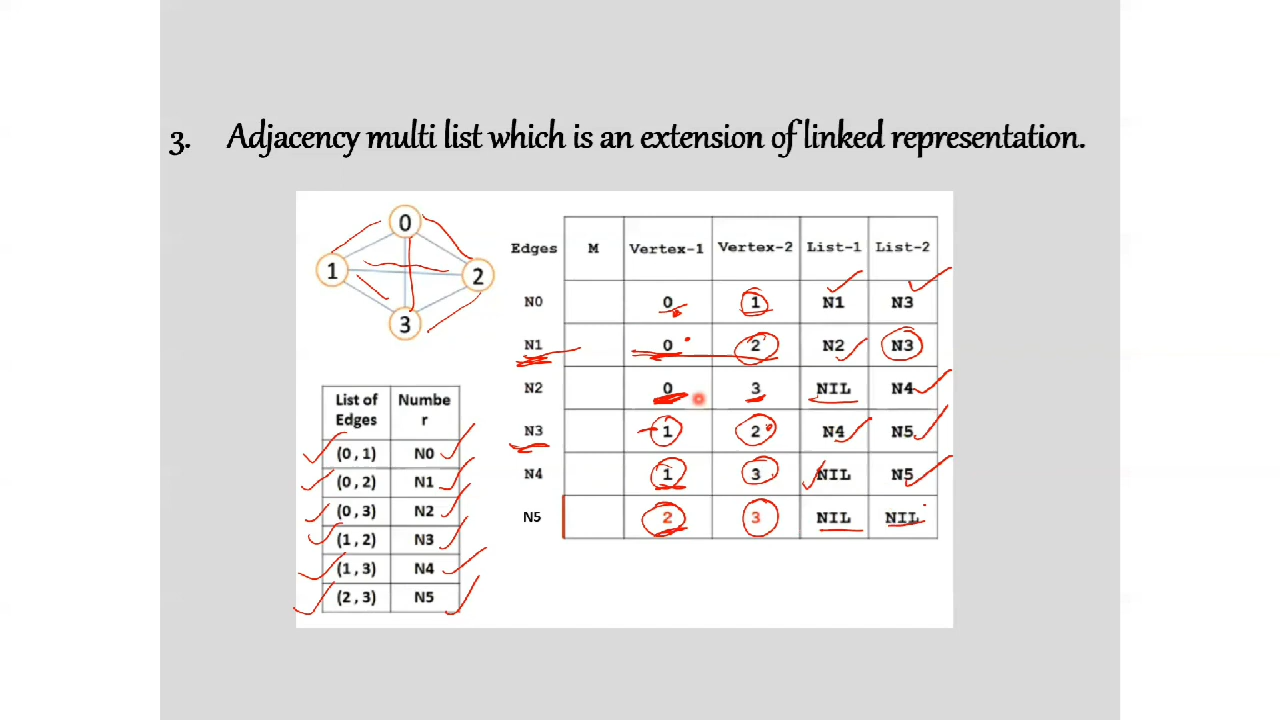 3. Adjacency multi list which is an extension of linked representation.
0
1
2
3
Edges M Vertex-1 Vertex-2 List-1 List-2
N0 0 1 N1 N3
N1 0 2 N2 N3
N2 0 3 NIL N4
N3 1 2 N4 N5
N4 1 3 NIL N5
N5 2 3 NIL NIL
List of Numbe
Edges r
(0,1) N0
(0,2) N1
(0,3) N2
(1,2) N3
(1,3) N4
(2,3) N5